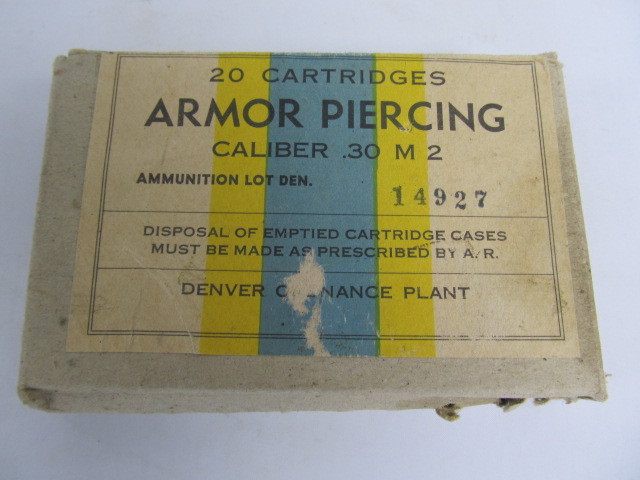 20 CARTRIDGES
ARMOR PIERCING
CALIBER .30 M 2
AMMUNITION LOT DEN. 14927
DISPOSAL OF EMPTIED CARTRIDGE CASES
MUST BE MADE AS PRESCRIBED BY A. R.
DENVER O NANCE PLANT